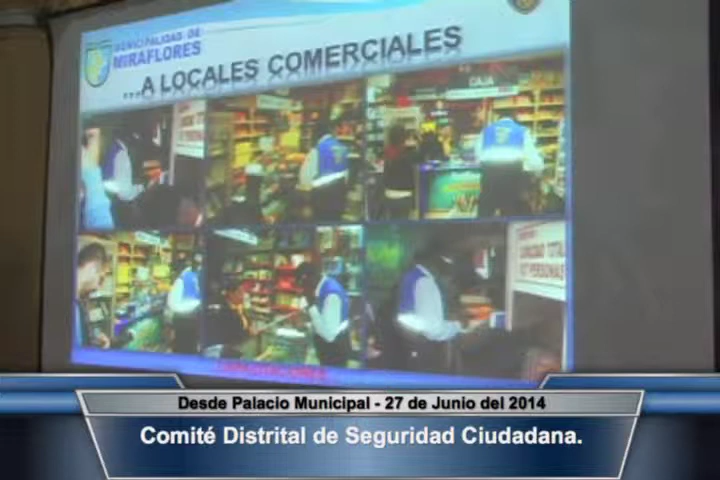 MUNICIPALIDAD DE
MIRAFLORES
...A LOCALES COMERCIALES
CAJA
Desde Palacio Municipal - 27 de Junio del 2014
Comité Distrital de Seguridad Ciudadana.